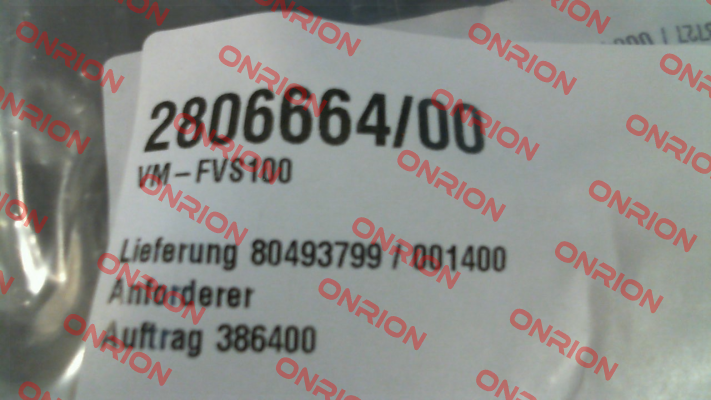 2806664/00
VM-FVS100
Lieferung 80493799 / 001400
Anforderer
Auftrag 386400
ONRION